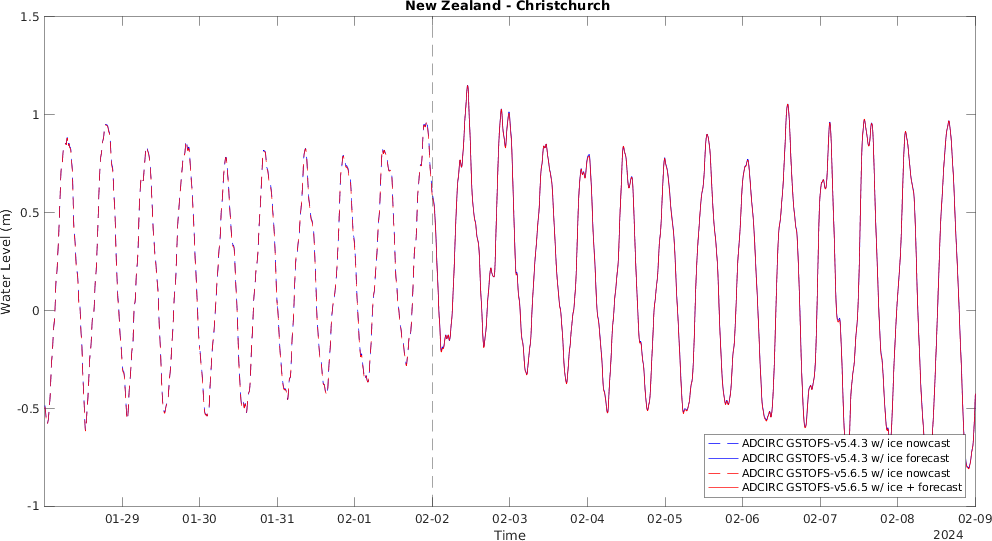 New Zealand - Christchurch
Water Level (m)
1.5
1
0.5
0
-0.5
-1
ADCIRC GSTOFS-v5.4.3 w/ ice nowcast
ADCIRC GSTOFS-v5.4.3 w/ ice forecast
ADCIRC GSTOFS-v5.6.5 w/ ice nowcast
ADCIRC GSTOFS-v5.6.5 w/ ice + forecast
01-29 01-30 01-31 02-01 02-02 02-03 02-04 02-05 02-06 02-07 02-08 02-09
Time 2024